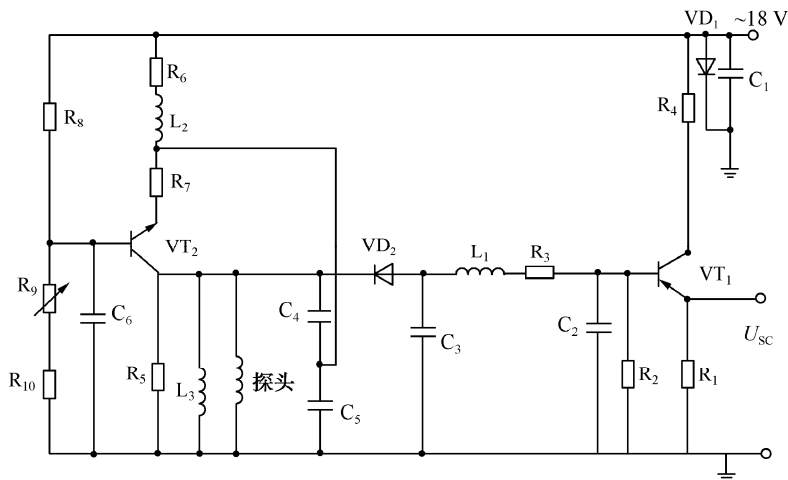 VD₁
~18 V
R₆
C₁
R₄
R₈
L₂
R₇
VT₂
VD₂
L₁
R₃
VT₁
R₉
C₆
C₄
C₃
C₂
U_SC
R₁₀
R₅
L₃
探头
C₅
R₂
R₁